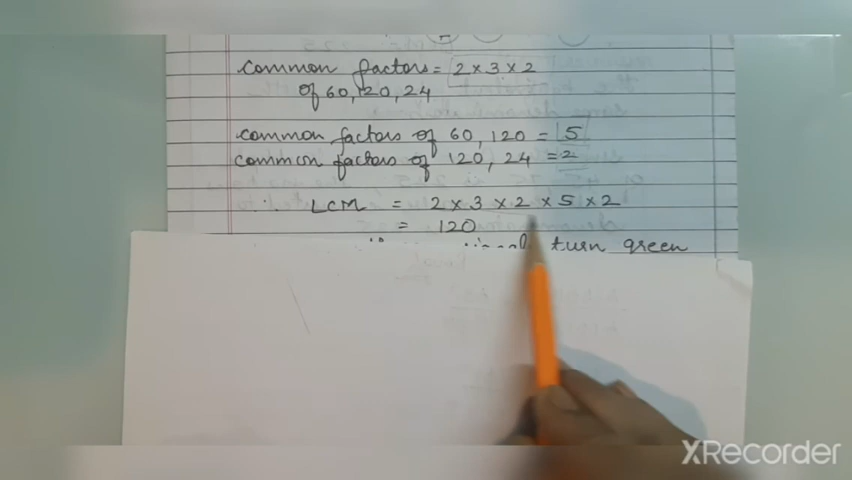 common factors = 2 × 3 × 2
of 60, 120, 24
common factors of 60, 120 = 5
common factors of 120, 24 = 2
∴ LCM = 2 × 3 × 2 × 5 × 2
= 120
turn green
XRecorder